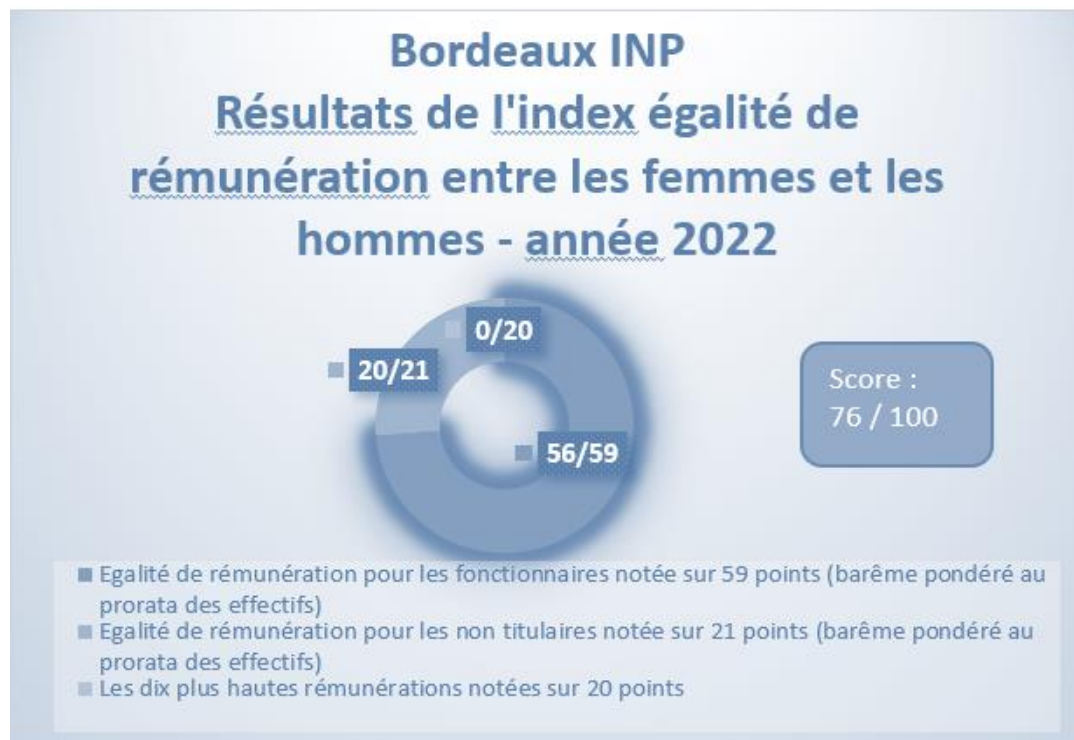 Bordeaux INP
Résultats de l'index égalité de
rémunération entre les femmes et les
hommes - année 2022
0/20
20/21
56/59
Score :
76 / 100
Egalité de rémunération pour les fonctionnaires notée sur 59 points (barême pondéré au
prorata des effectifs)
Egalité de rémunération pour les non titulaires notée sur 21 points (barême pondéré au
prorata des effectifs)
Les dix plus hautes rémunérations notées sur 20 points